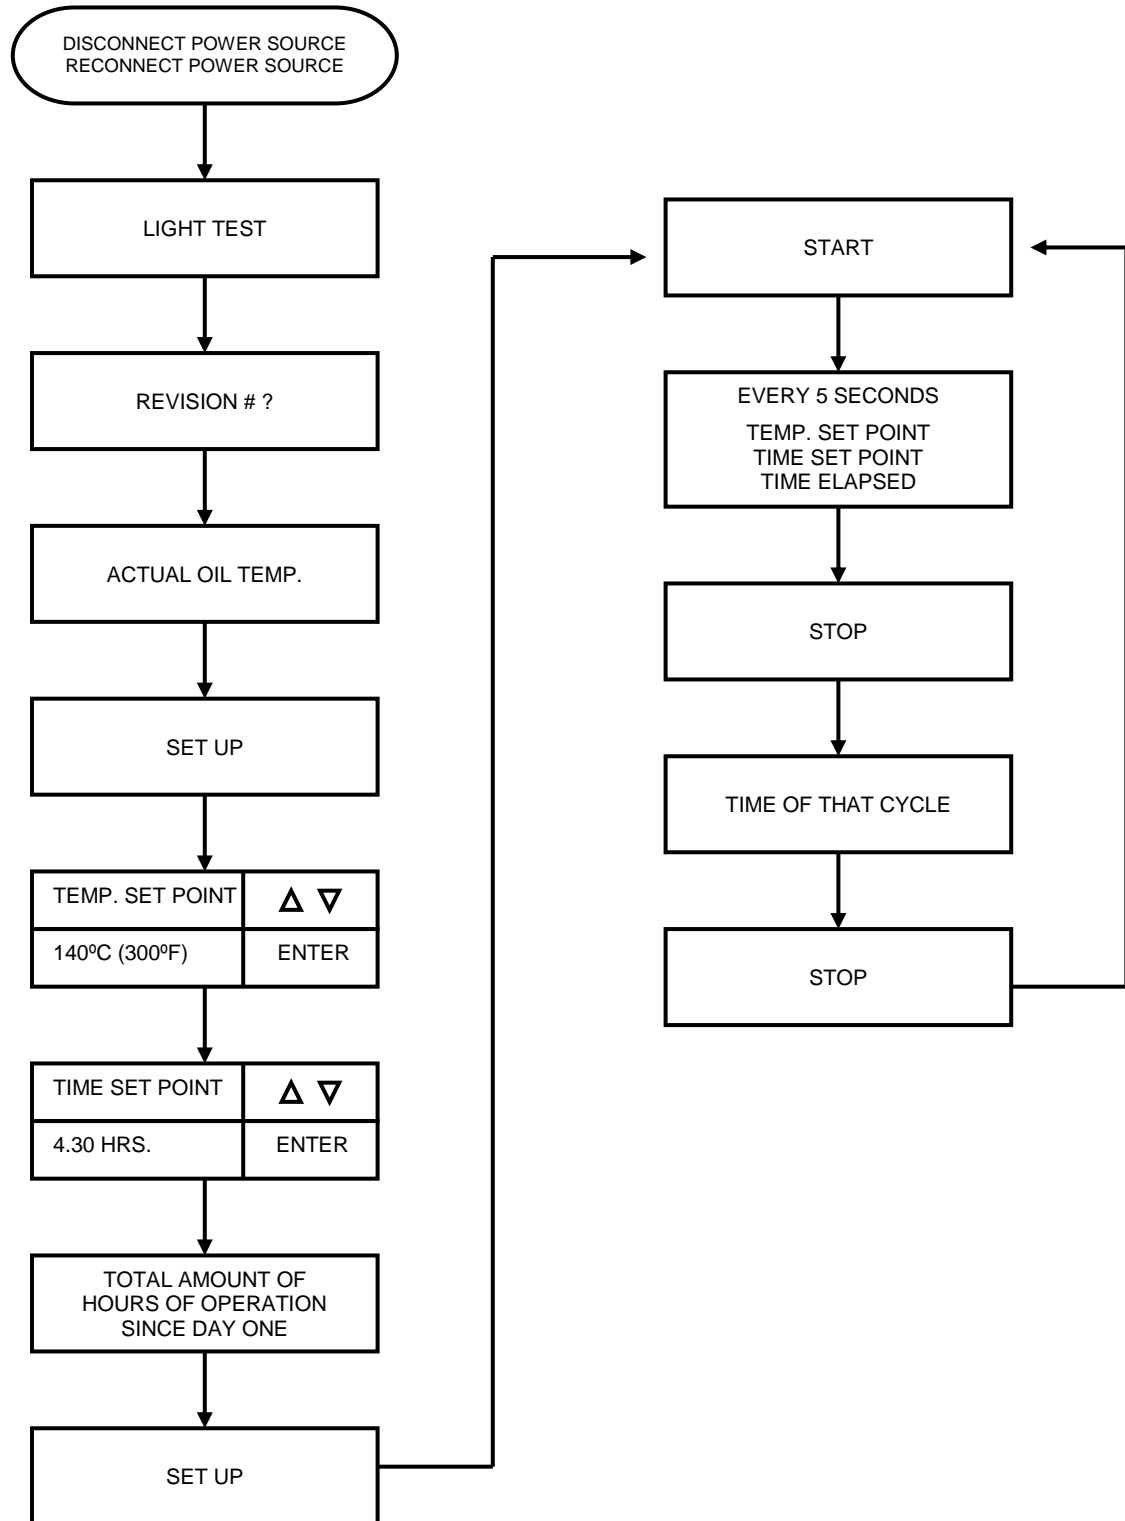 DISCONNECT POWER SOURCE
RECONNECT POWER SOURCE
LIGHT TEST
REVISION # ?
ACTUAL OIL TEMP.
SET UP
TEMP. SET POINT
140ºC (300ºF)
ENTER
TIME SET POINT
4.30 HRS.
ENTER
TOTAL AMOUNT OF
HOURS OF OPERATION
SINCE DAY ONE
SET UP
START
EVERY 5 SECONDS
TEMP. SET POINT
TIME SET POINT
TIME ELAPSED
STOP
TIME OF THAT CYCLE
STOP